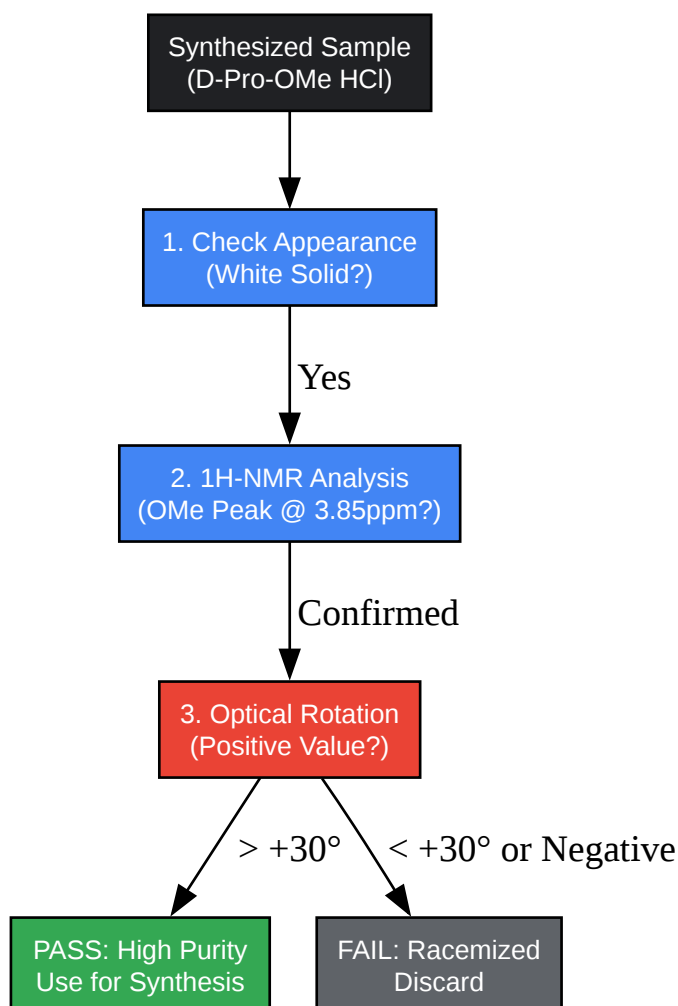 Synthesized Sample
(D-Pro-OMe HCl)
1. Check Appearance
(White Solid?)
Yes
2. 1H-NMR Analysis
(OMe Peak @ 3.85ppm?)
Confirmed
3. Optical Rotation
(Positive Value?)
> +30°
< +30° or Negative
PASS: High Purity
Use for Synthesis
FAIL: Racemized
Discard